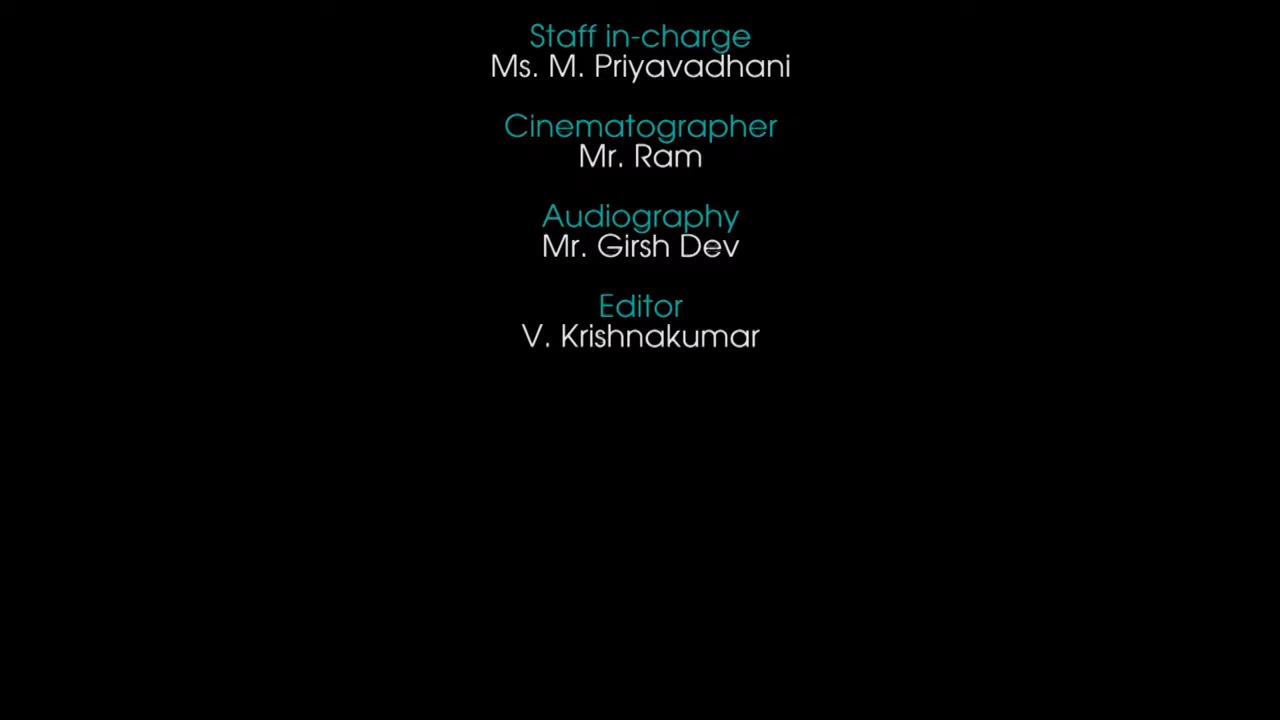 Staff in-charge
Ms. M. Priyavadhani
Cinematographer
Mr. Ram
Audiography
Mr. Girsh Dev
Editor
V. Krishnakumar